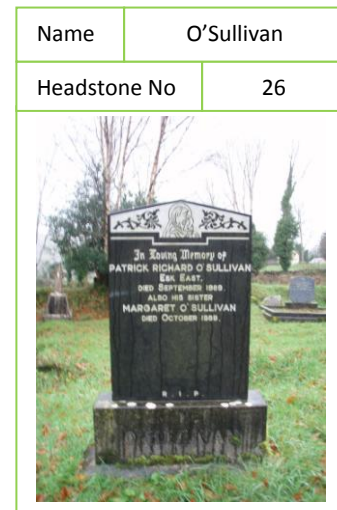 Name O’Sullivan
Headstone No 26
In Loving Memory of
PATRICK RICHARD O'SULLIVAN
ESK EAST,
DIED SEPTEMBER
ALSO HIS SISTER
MARGARET O'SULLIVAN
DIED OCTOBER
R. I. P.